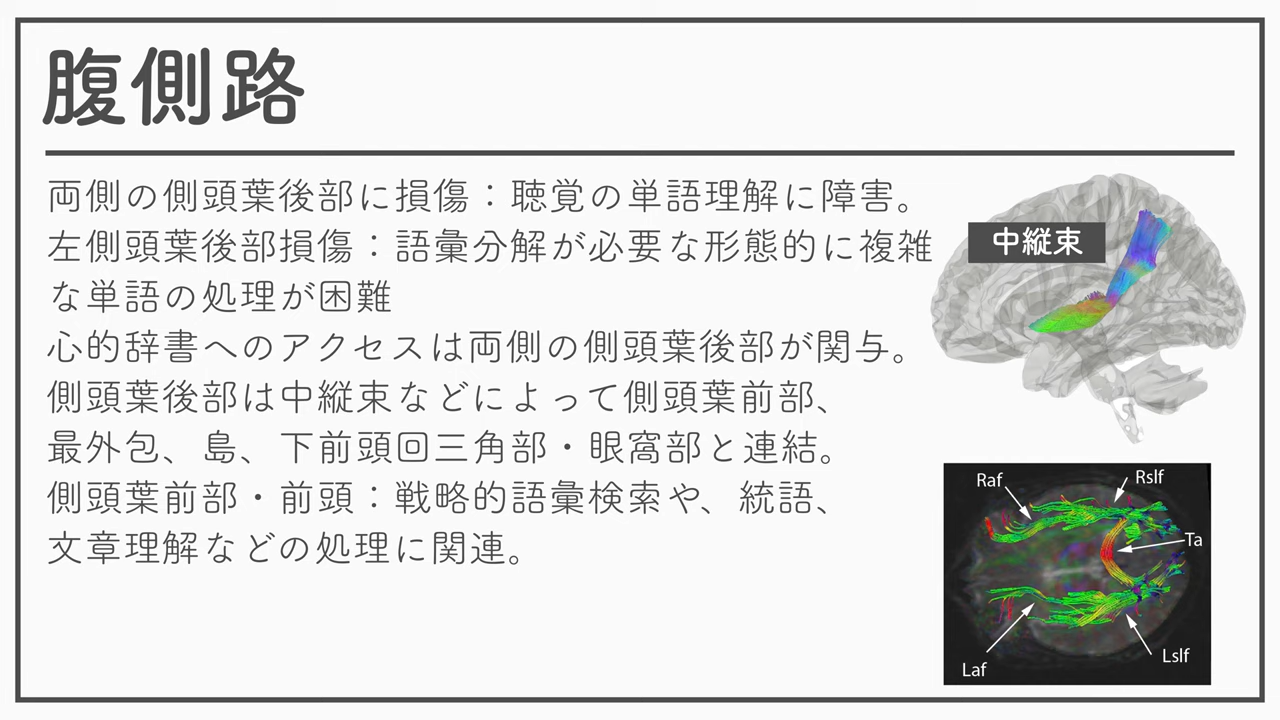 腹側路
両側の側頭葉後部に損傷：聴覚の単語理解に障害。
左側頭葉後部損傷：語彙分解が必要な形態的に複雑
な単語の処理が困難
心的辞書へのアクセスは両側の側頭葉後部が関与。
側頭葉後部は中縦束などによって側頭葉前部、
最外包、島、下前頭回三角部・眼窩部と連結。
側頭葉前部・前頭：戦略的語彙検索や、統語、
文章理解などの処理に関連。
中縦束
Raf
Rslf
Ta
Laf
Lslf